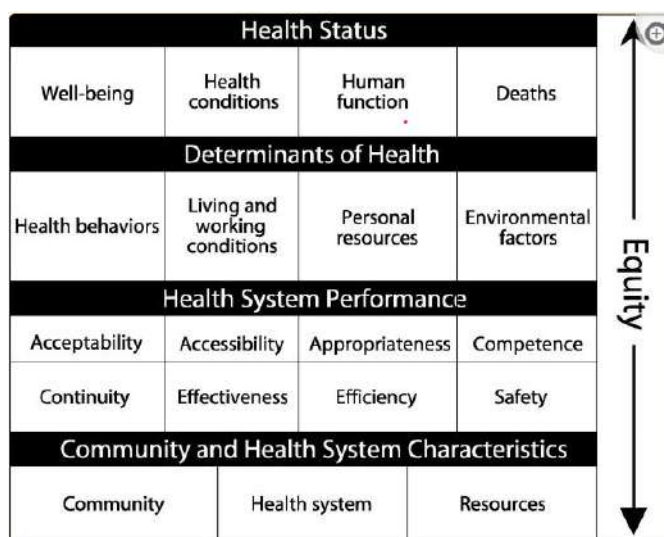 Health Status
Well-being
Health
conditions
Human
function
Deaths
Determinants of Health
Health behaviors
Living and
working
conditions
Personal
resources
Environmental
factors
Health System Performance
Acceptability
Accessibility
Appropriateness
Competence
Continuity
Effectiveness
Efficiency
Safety
Community and Health System Characteristics
Community
Health system
Resources
Equity